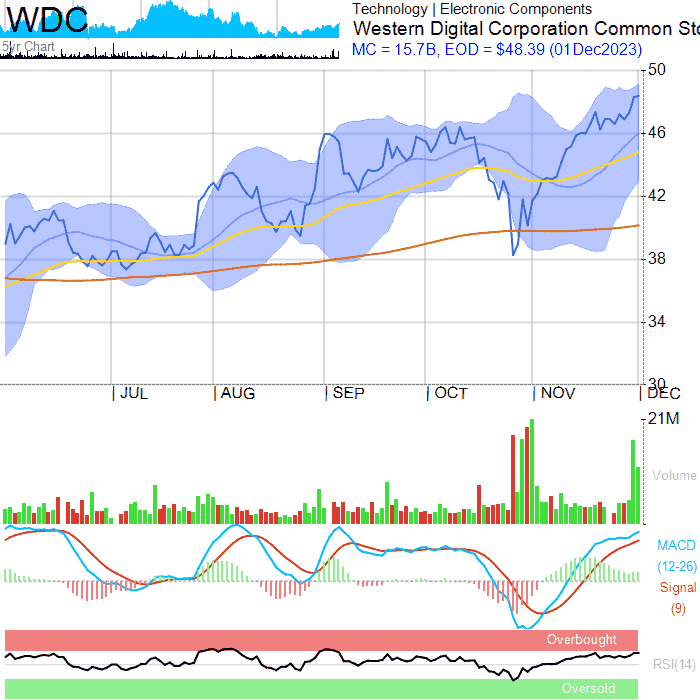 WDC
5yr Chart
Technology | Electronic Components
Western Digital Corporation Common Sto
MC = 15.7B, EOD = $48.39 (01Dec2023)
50
46
42
38
34
30
JUL AUG SEP OCT NOV DEC
21M
Volume
MACD
(12-26)
Signal
(9)
Overbought
RSI(14)
Oversold